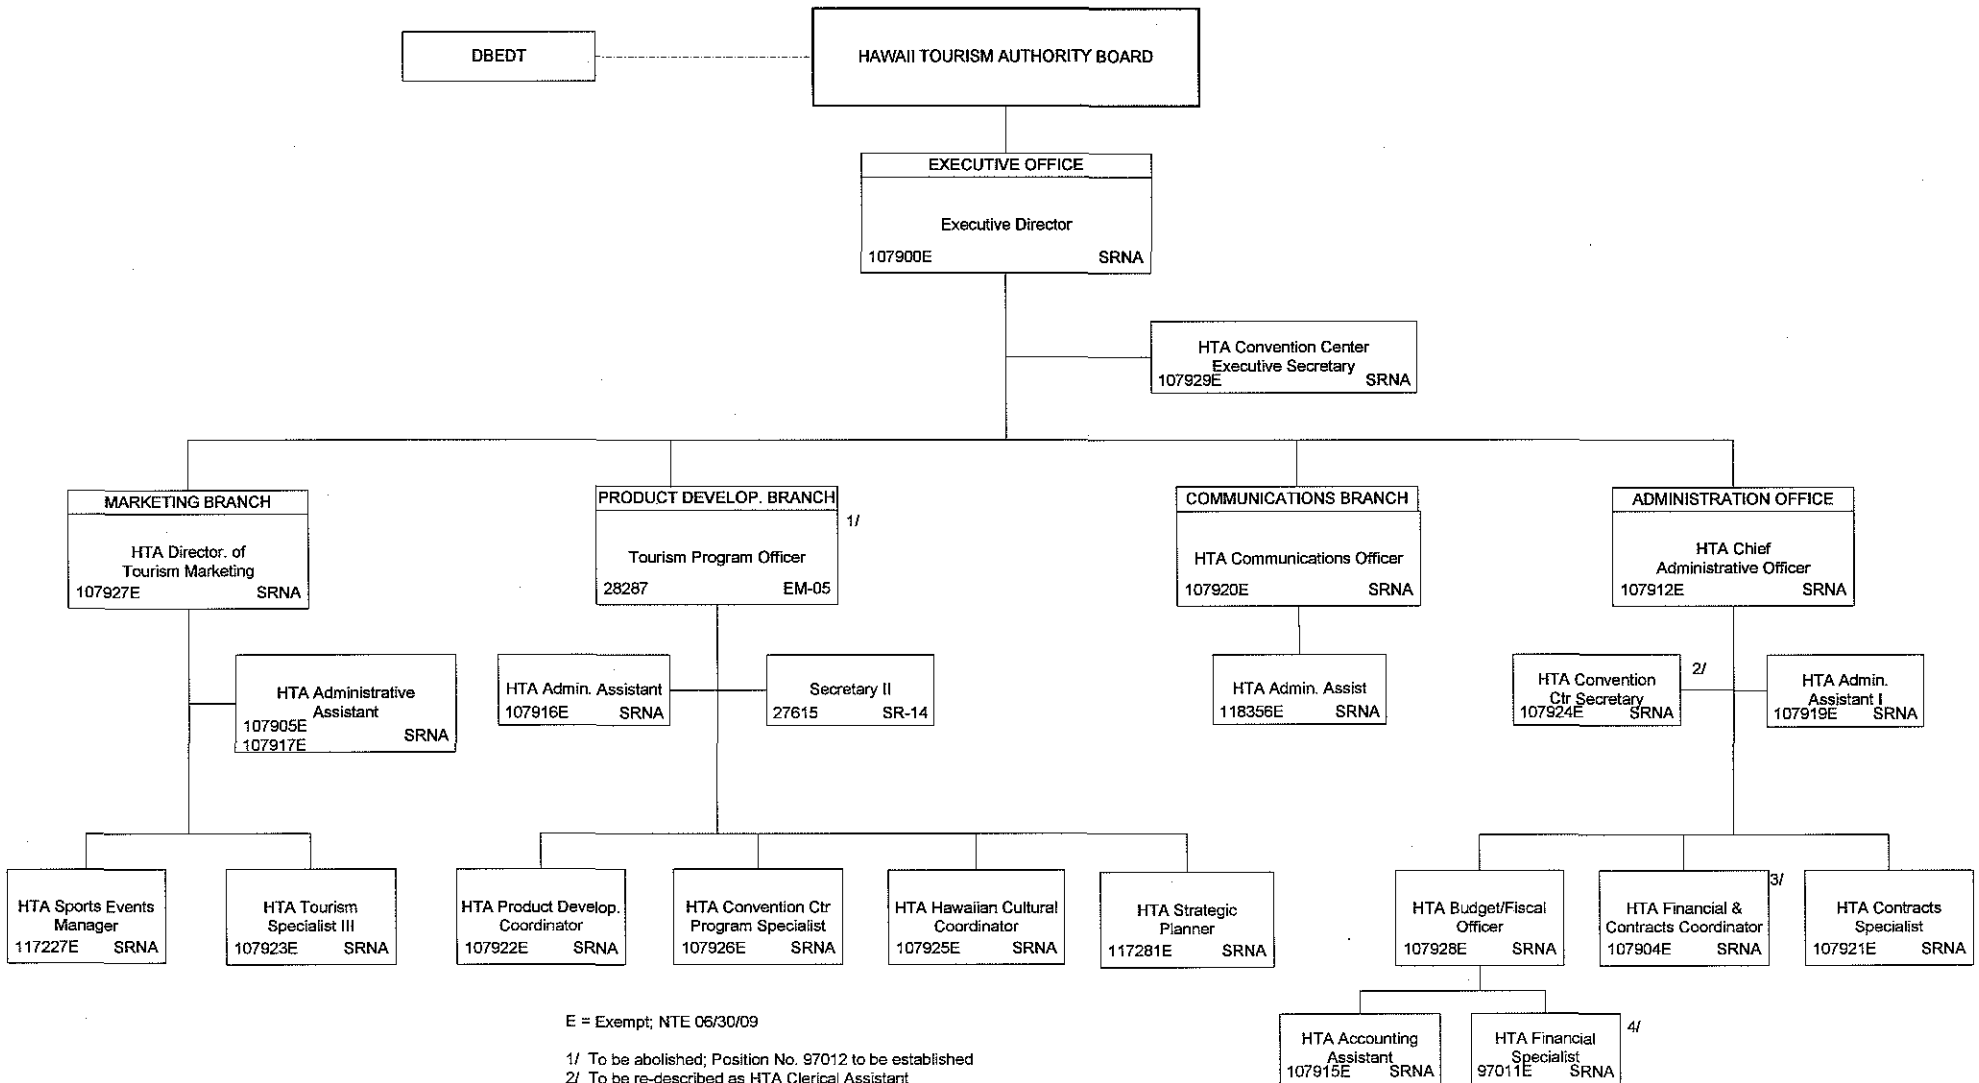 DBEDT
HAWAII TOURISM AUTHORITY BOARD
EXECUTIVE OFFICE
Executive Director
107900E SRNA
HTA Convention Center
Executive Secretary
107929E SRNA
MARKETING BRANCH
HTA Director. of
Tourism Marketing
107927E SRNA
PRODUCT DEVELOP. BRANCH
1/
Tourism Program Officer
28287 EM-05
COMMUNICATIONS BRANCH
HTA Communications Officer
107920E SRNA
ADMINISTRATION OFFICE
HTA Chief
Administrative Officer
107912E SRNA
HTA Administrative
Assistant
107905E
SRNA
107917E
HTA Admin. Assistant
107916E SRNA
Secretary II
27615 SR-14
HTA Admin. Assist
118356E SRNA
HTA Convention
Ctr Secretary
107924E SRNA
2/
HTA Admin.
Assistant I
107919E SRNA
HTA Sports Events
Manager
117227E SRNA
HTA Tourism
Specialist III
107923E SRNA
HTA Product Develop.
Coordinator
107922E SRNA
HTA Convention Ctr
Program Specialist
107926E SRNA
HTA Hawaiian Cultural
Coordinator
107925E SRNA
HTA Strategic
Planner
117281E SRNA
HTA Budget/Fiscal
Officer
107928E SRNA
3/
HTA Financial &
Contracts Coordinator
107904E SRNA
HTA Contracts
Specialist
107921E SRNA
HTA Accounting
Assistant
107915E SRNA
HTA Financial
Specialist
97011E SRNA
4/
E = Exempt; NTE 06/30/09
1/ To be abolished; Position No. 97012 to be established
2/ To be re-described as HTA Clerical Assistant